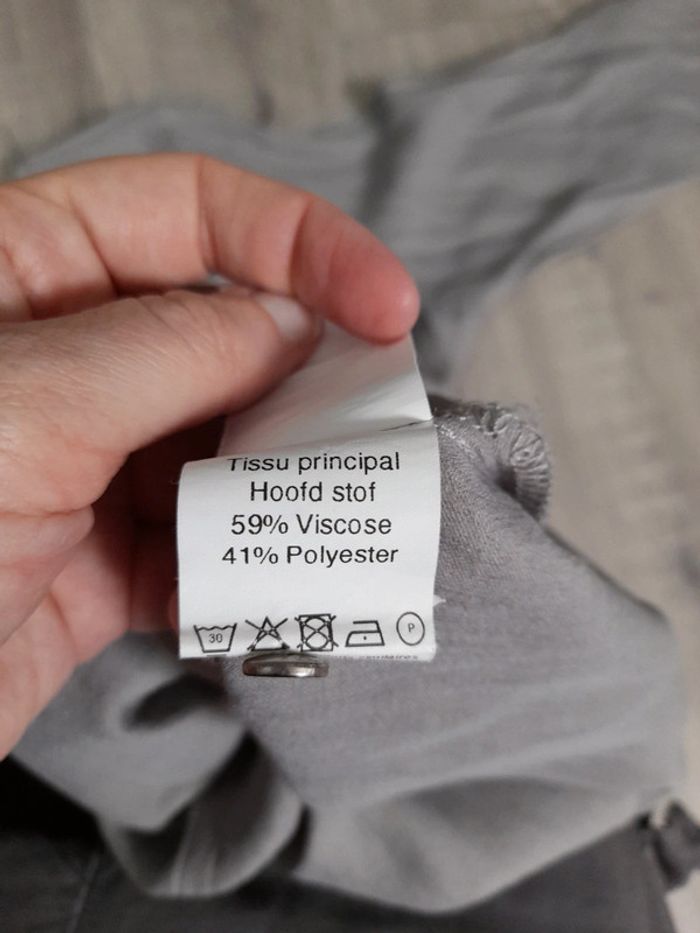 Tissu principal
Hoofd stof
59% Viscose
41% Polyester
30 P